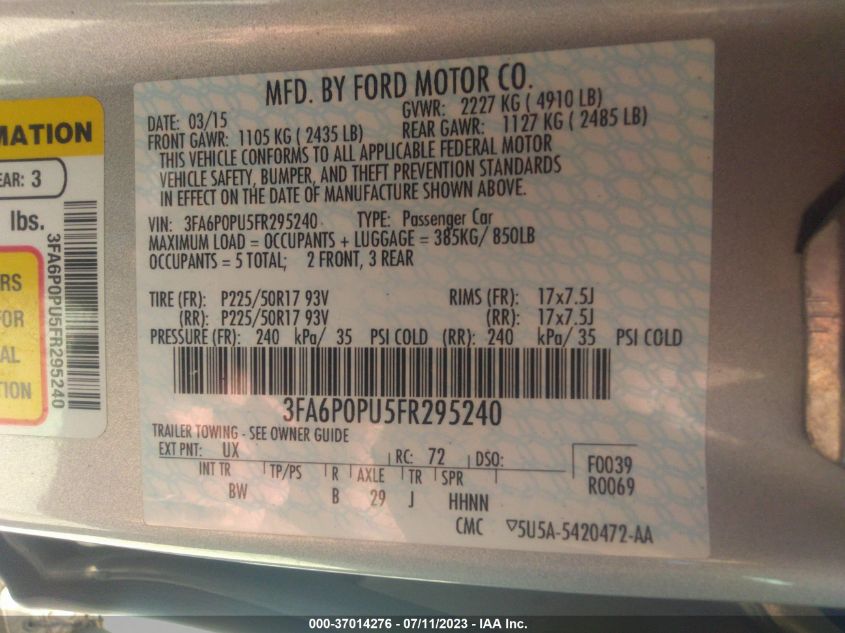 MFD. BY FORD MOTOR CO.
DATE: 03/15
GVWR: 2227 KG ( 4910 LB)
FRONT GAWR: 1105 KG ( 2435 LB)
REAR GAWR: 1127 KG ( 2485 LB)
THIS VEHICLE CONFORMS TO ALL APPLICABLE FEDERAL MOTOR
VEHICLE SAFETY, BUMPER, AND THEFT PREVENTION STANDARDS
IN EFFECT ON THE DATE OF MANUFACTURE SHOWN ABOVE.
VIN: 3FA6P0PU5FR295240 TYPE: Passenger Car
MAXIMUM LOAD = OCCUPANTS + LUGGAGE = 385KG/ 850LB
OCCUPANTS = 5 TOTAL; 2 FRONT, 3 REAR
TIRE (FR): P225/50R17 93V RIMS (FR): 17x7.5J
(RR): P225/50R17 93V (RR): 17x7.5J
PRESSURE (FR): 240 kPa/ 35 PSI COLD (RR): 240 kPa/ 35 PSI COLD
3FA6P0PU5FR295240
TRAILER TOWING - SEE OWNER GUIDE
EXT PNT: UX RC: 72 DSO:
INT TR TP/PS R AXLE TR SPR
BW B 29 J HHNN
F0039
R0069
CMC ▽5U5A-5420472-AA
MATION
EAR: 3
lbs.
3FA6P0PU5FR295240
RS
FOR
AL
TION
000-37014276 - 07/11/2023 - IAA Inc.